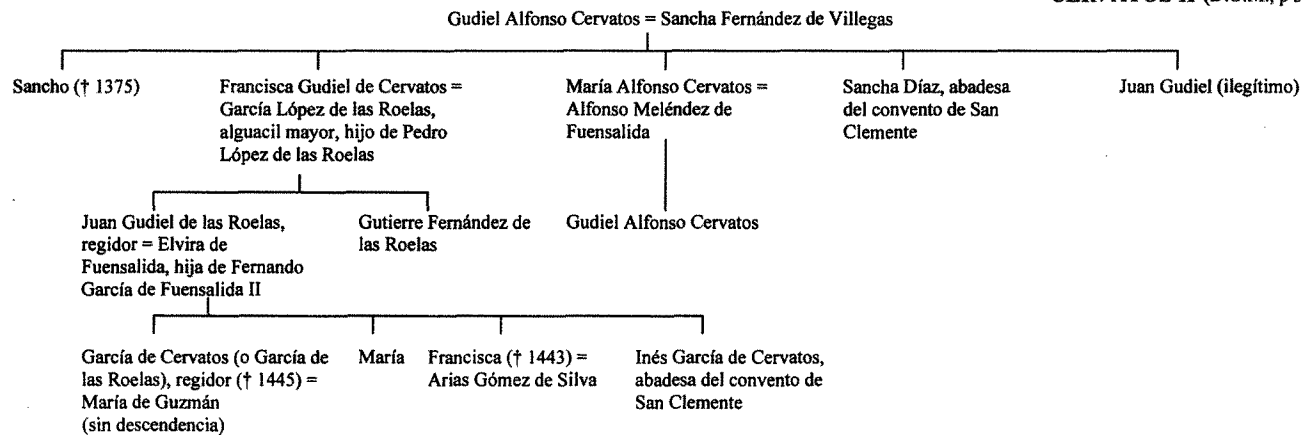 Gudiel Alfonso Cervatos = Sancha Fernández de Villegas
Sancho († 1375)
Francisca Gudiel de Cervatos =
García López de las Roelas,
alguacil mayor, hijo de Pedro
López de las Roelas
María Alfonso Cervatos =
Alfonso Meléndez de
Fuensalida
Sancha Díaz, abadesa
del convento de San
Clemente
Juan Gudiel (ilegítimo)
Juan Gudiel de las Roelas,
regidor = Elvira de
Fuensalida, hija de Fernando
García de Fuensalida II
Gutierre Fernández de
las Roelas
Gudiel Alfonso Cervatos
García de Cervatos (o García de
las Roelas), regidor († 1445) =
María de Guzmán
(sin descendencia)
María
Francisca († 1443) =
Arias Gómez de Silva
Inés García de Cervatos,
abadesa del convento de
San Clemente